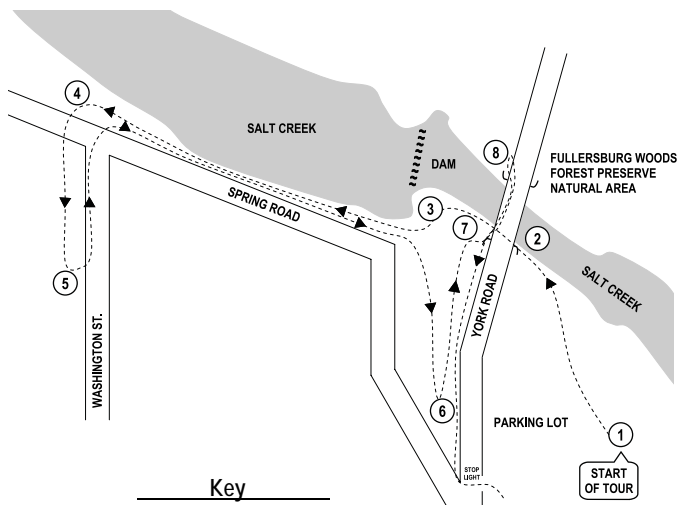 4
SALT CREEK
DAM
8
FULLERSBURG WOODS
FOREST PRESERVE
NATURAL AREA
SPRING ROAD
3
7
2
5
SALT CREEK
YORK ROAD
WASHINGTON ST.
6
PARKING LOT
1
STOP
LIGHT
START
OF TOUR
Key